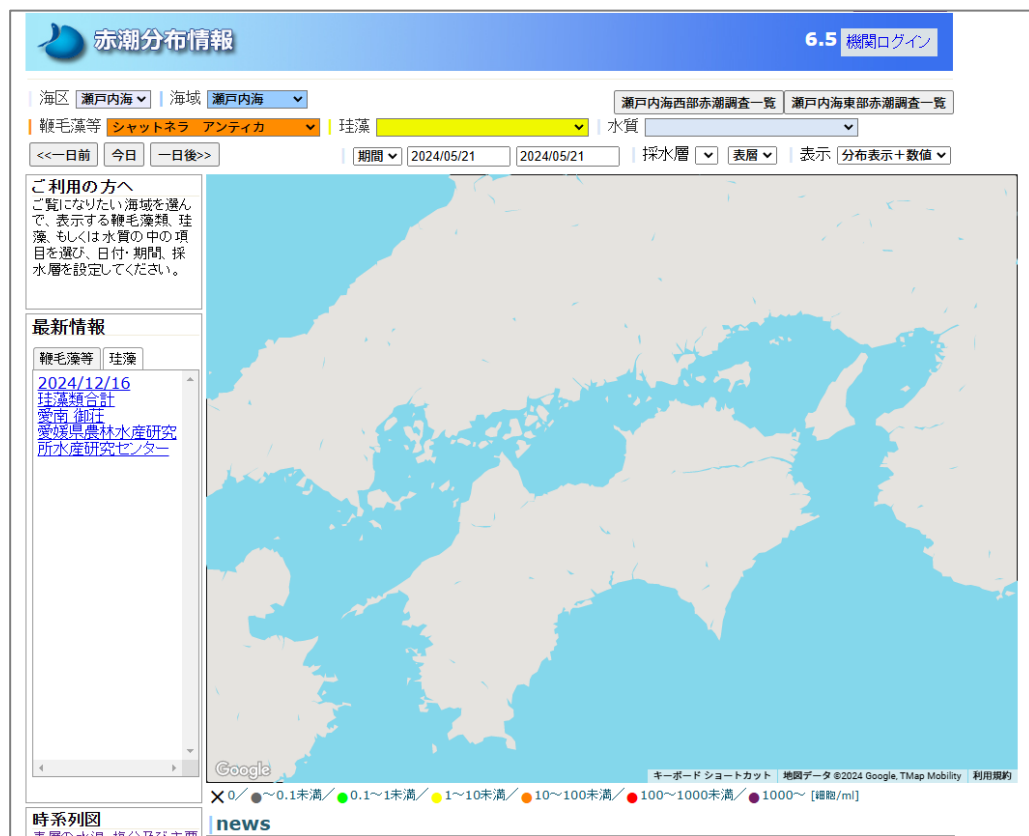 赤潮分布情報
6.5 機関ログイン
海区 瀬戸内海 海域 瀬戸内海
瀬戸内海西部赤潮調査一覧 瀬戸内海東部赤潮調査一覧
鞭毛藻等 シャットネラ アンティカ 珪藻 水質
<<一日前 今日 一日後>> 期間 2024/05/21 2024/05/21 採水層 表層 表示 分布表示+数値
ご利用の方へ
ご覧になりたい海域を選ん
で、表示する鞭毛藻類、珪
藻、もしくは水質の中の項
目を選び、日付・期間、採
水層を設定してください。
最新情報
鞭毛藻等 珪藻
2024/12/16
珪藻類合計
愛南 御荘
愛媛県農林水産研究
所水産研究センター
Google
キーボード ショートカット 地図データ ©2024 Google, TMap Mobility 利用規約
0/ ~0.1未満/ 0.1~1未満/ 1~10未満/ 10~100未満/ 100~1000未満/ 1000~ [細胞/ml]
news
時系列図